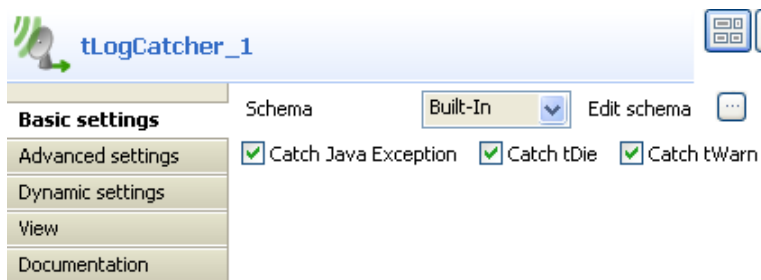 tLogCatcher_1
Basic settings
Schema Built-In Edit schema ...
Advanced settings
Catch Java Exception Catch tDie Catch tWarn
Dynamic settings
View
Documentation